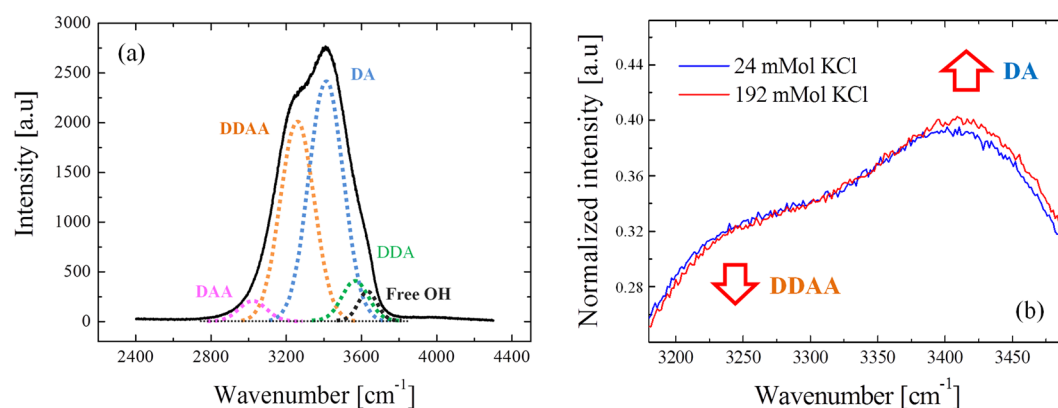 (a)
3000
2500
2000
1500
1000
500
0
Intensity [a.u]
DA
DDAA
DDA
DAA
Free OH
2400 2800 3200 3600 4000 4400
Wavenumber [cm⁻¹]
0.44
0.40
0.36
0.32
0.28
Normalized intensity [a.u]
24 mMol KCl
192 mMol KCl
DA
DDAA
(b)
3200 3250 3300 3350 3400 3450
Wavenumber [cm⁻¹]